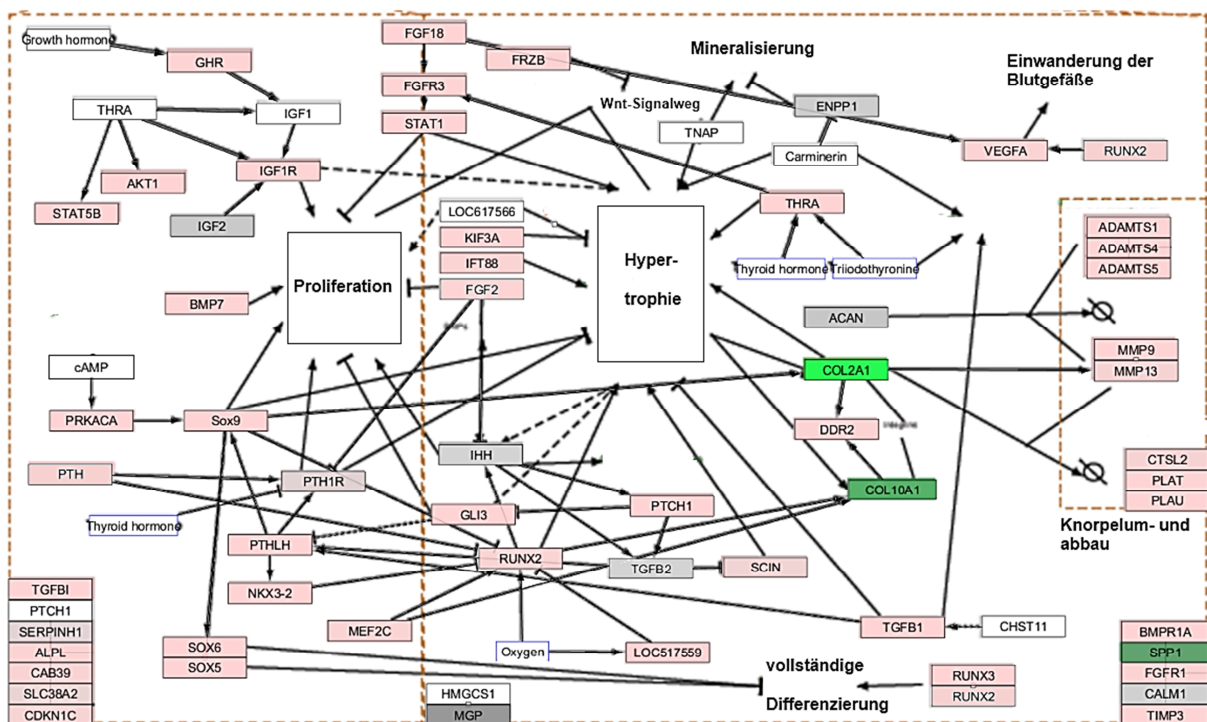 Growth hormone
GHR
THRA
IGF1
AKT1
IGF1R
STAT5B
IGF2
FGF18
FRZB
FGFR3
STAT1
Mineralisierung
Wnt-Signalweg
TNAP
ENPP1
Carminerin
Einwanderung der
Blutgefäße
VEGFA
RUNX2
LOC617566
KIF3A
IFT88
FGF2
Proliferation
Hyper-
trophie
THRA
Thyroid hormone
Triiodothyronine
ADAMTS1
ADAMTS4
ADAMTS5
BMP7
ACAN
MMP9
MMP13
cAMP
PRKACA
Sox9
COL2A1
DDR2
COL10A1
PTH
PTH1R
IHH
Thyroid hormone
GLI3
PTCH1
PTHLH
RUNX2
TGFB2
SCIN
NKX3-2
MEF2C
CTSL2
PLAT
PLAU
Knorpelum- und
abbau
TGFB1
CHST11
SOX6
SOX5
Oxygen
LOC517559
vollständige
Differenzierung
RUNX3
RUNX2
TGFBI
PTCH1
SERPINH1
ALPL
CAB39
SLC38A2
CDKN1C
HMGCS1
MGP
BMPR1A
SPP1
FGFR1
CALM1
TIMP3